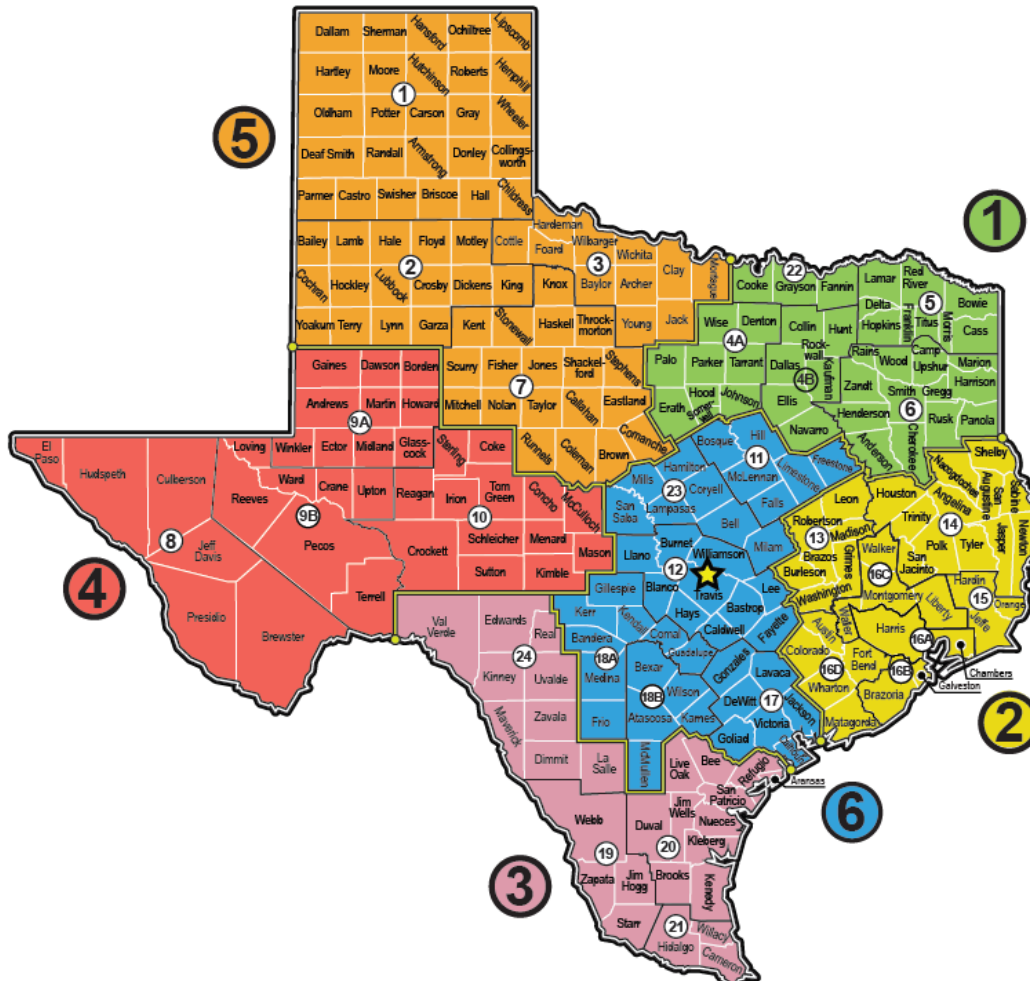 Dallam Sherman Hansford Ochiltree Lipscomb
Hartley Moore Hutchinson Roberts Hemphill
1
Oldham Potter Carson Gray Wheeler
5
Deaf Smith Randall Armstrong Donley Collings-
worth
Parmer Castro Swisher Briscoe Hall Childress
1
Bailey Lamb Hale Floyd Motley Cottle Hardeman
Foard Wilbarger Wichita Clay Montague
2 3
Cochran Hockley Lubbock Crosby Dickens King Knox Baylor Archer
Yoakum Terry Lynn Garza Kent Stonewall Haskell Throck-
morton Young Jack
22
Cooke Grayson Fannin Lamar Red
River
5
Bowie
Delta Franklin Titus Morris Cass
Hopkins
Wise Denton Collin Hunt
4A
Rock-
wall
Rains Wood Camp
Upshur Marion
Palo Parker Tarrant Dallas Kaufman
4B
Zandt Smith Gregg Harrison
Hood Johnson Ellis Henderson 6 Rusk Panola
Erath Somer-
vell Navarro Anderson Cherokee
Scurry Fisher Jones Shackel-
ford Stephens
7
Mitchell Nolan Taylor Callahan Eastland
Runnels Coleman Brown Comanche
Gaines Dawson Borden
Andrews Martin Howard
9A
Loving Winkler Ector Midland Glass-
cock Sterling Coke
El
Paso Hudspeth Culberson
Reeves Ward Crane Upton Reagan Irion Tom
Green Concho McCulloch
9B 10
8 Jeff
Davis Pecos Crockett Schleicher Menard Mason
4
Sutton Kimble
Terrell
Presidio Brewster
Bosque Hill
11
Hamilton McLennan Limestone Freestone
Mills 23 Coryell
San
Saba Lampasas Falls
Bell
Burnet Williamson Milam
Llano 12
Blanco Travis Lee
Gillespie Hays Bastrop
Kerr Kendall Comal Caldwell Fayette
Bandera Guadalupe
18A Bexar Gonzales Lavaca
Medina Wilson DeWitt 17 Jackson
18B
Frio Atascosa Karnes Victoria
Goliad Calhoun
McMullen
6
Shelby
Leon Houston Nacogdoches San
Augustine Sabine
Angelina
Robertson Madison Trinity 14 Jasper Newton
13
Brazos Grimes Walker Polk Tyler
Burleson 16C San
Jacinto
Washington Montgomery Hardin
15
Liberty Orange
Austin Waller Harris Jeffe
16A
Colorado Fort
Bend 16B Chambers
16D Galveston
Wharton Brazoria
Matagorda
2
Val
Verde Edwards Real
24
Kinney Uvalde
Maverick Zavala
Dimmit La
Salle
Live
Oak Bee Refugio Aransas
San
Patricio
Webb Duval Jim
Wells Nueces
19 20 Kleberg
3
Zapata Jim
Hogg Brooks Kenedy
Starr 21 Willacy
Hidalgo Cameron